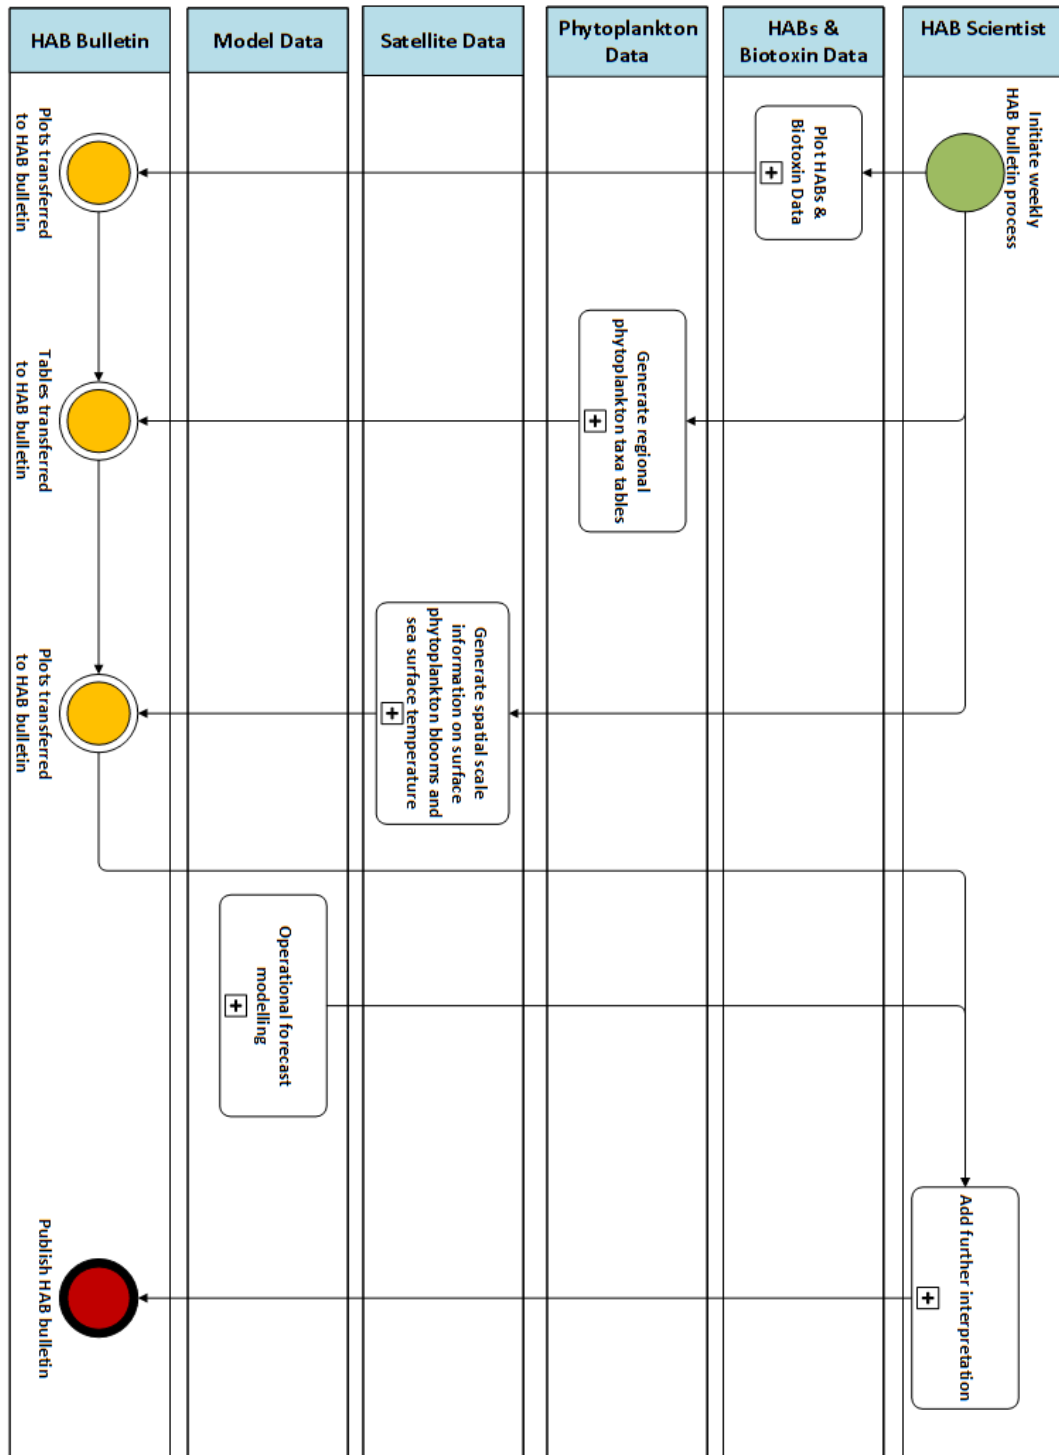 HAB Bulletin
Model Data
Satellite Data
Phytoplankton
Data
HABs &
Biotoxin Data
HAB Scientist
Initiate weekly
HAB bulletin process
Plot HABs &
Biotoxin Data
Plots transferred
to HAB bulletin
Generate regional
phytoplankton taxa tables
Tables transferred
to HAB bulletin
Generate spatial scale
information on surface
phytoplankton blooms and
sea surface temperature
Plots transferred
to HAB bulletin
Operational forecast
modelling
Add further interpretation
Publish HAB bulletin